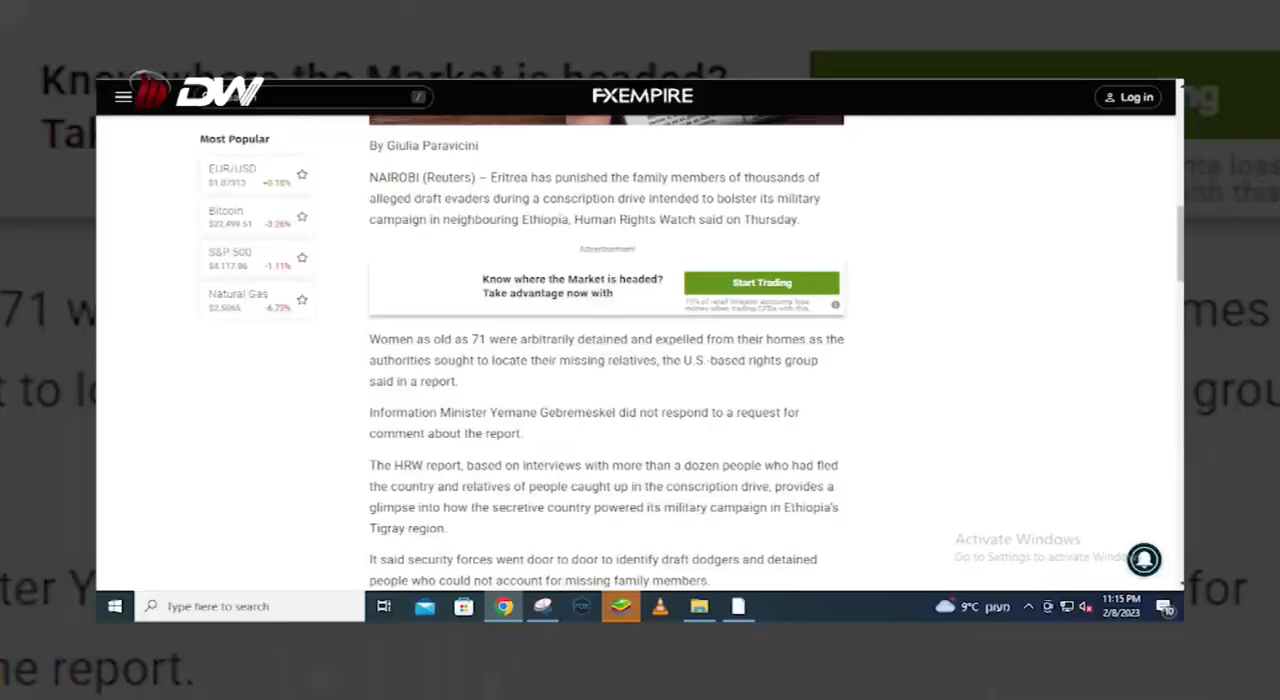 Know where the Market is headed?
DW
/
FXEMPIRE
Log in
Most Popular
EUR/USD
$1.07313 +0.18%
Bitcoin
$22,499.51 -3.26%
S&P 500
$4,117.86 -1.11%
Natural Gas
$2.5065 -6.72%
By Giulia Paravicini
NAIROBI (Reuters) – Eritrea has punished the family members of thousands of
alleged draft evaders during a conscription drive intended to bolster its military
campaign in neighbouring Ethiopia, Human Rights Watch said on Thursday.
Advertisement
Know where the Market is headed?
Take advantage now with
Start Trading
71% of retail investor accounts lose
money when trading CFDs with this
Women as old as 71 were arbitrarily detained and expelled from their homes as the
authorities sought to locate their missing relatives, the U.S.-based rights group
said in a report.
Information Minister Yemane Gebremeskel did not respond to a request for
comment about the report.
The HRW report, based on interviews with more than a dozen people who had fled
the country and relatives of people caught up in the conscription drive, provides a
glimpse into how the secretive country powered its military campaign in Ethiopia's
Tigray region.
It said security forces went door to door to identify draft dodgers and detained
people who could not account for missing family members.
Activate Windows
Go to Settings to activate Windo
Type here to search
9°C מעונן
11:15 PM
2/8/2023
10
the report.